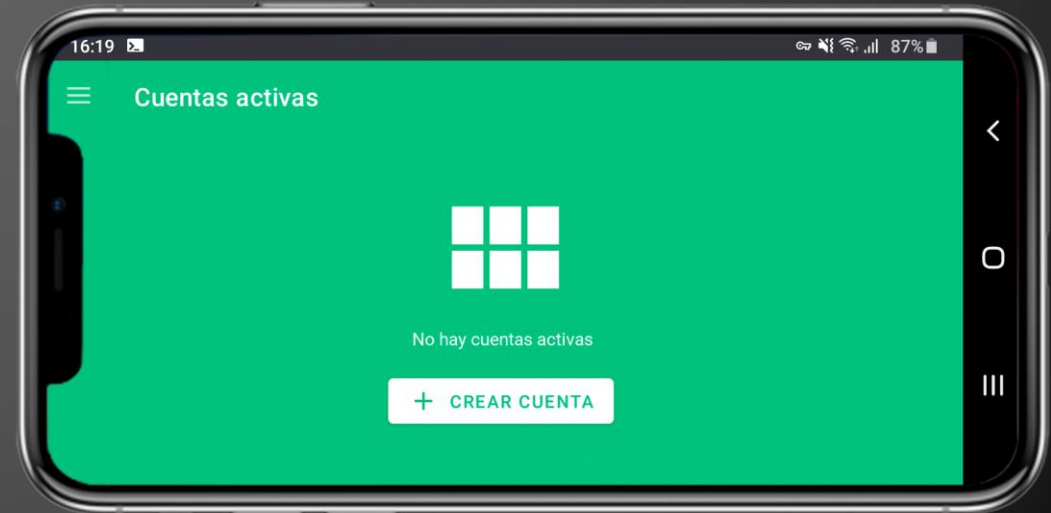 16:19
87%
Cuentas activas
No hay cuentas activas
+ CREAR CUENTA